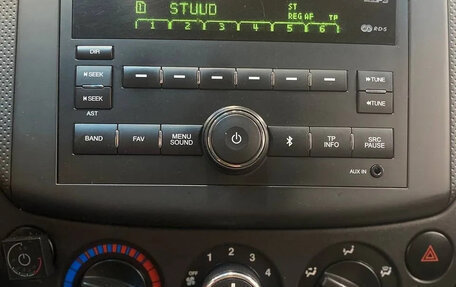 1 STUUD ST
REG AF TP
1 2 3 4 5 6 RDS
DIR
SEEK TUNE
SEEK TUNE
AST
BAND FAV MENU SOUND TP INFO SRC PAUSE
AUX IN
1 2 3 4